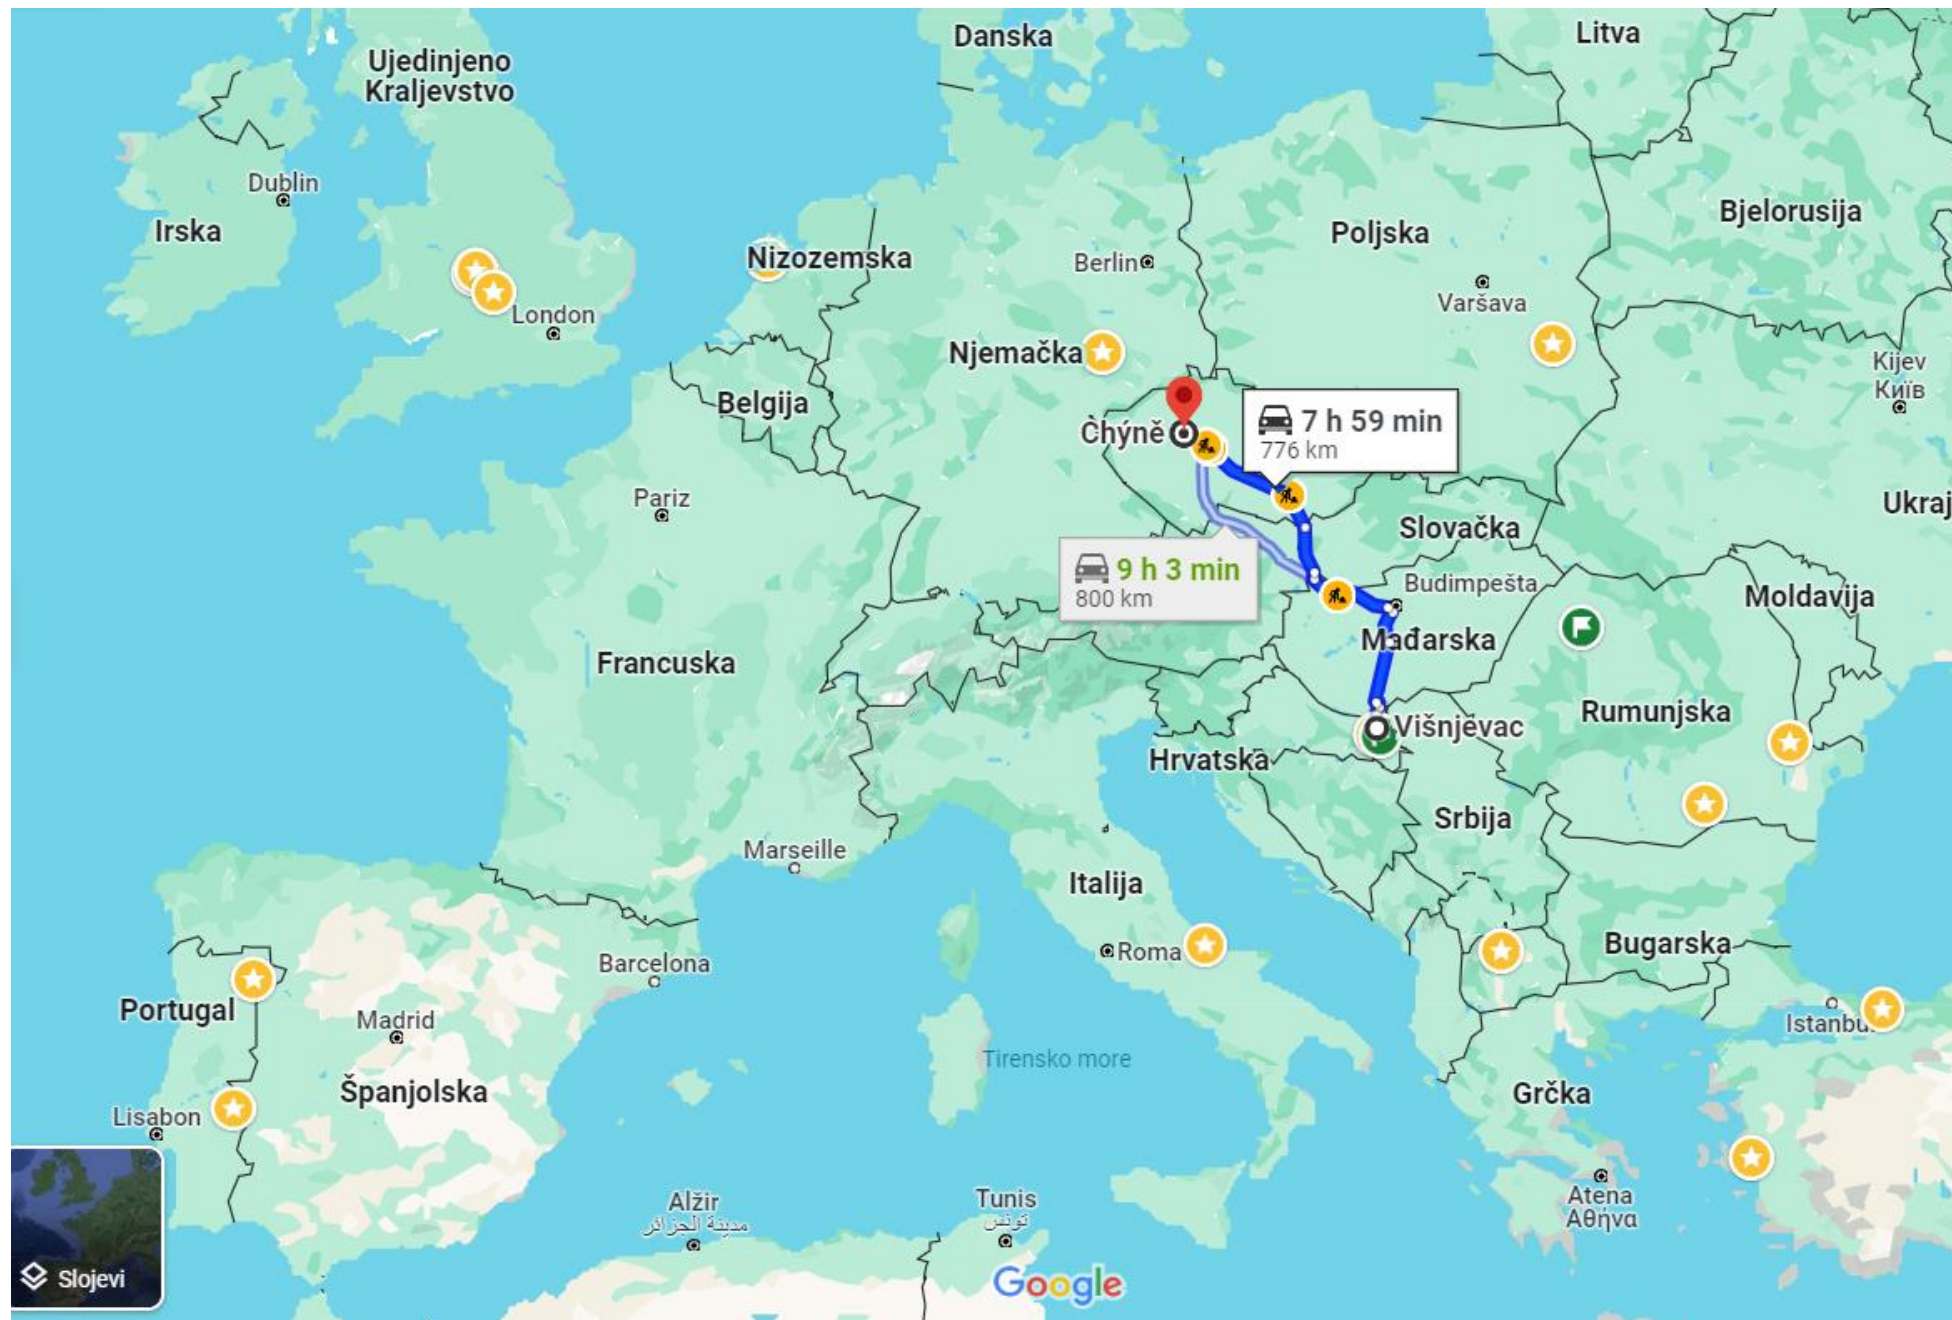 Danska
Litva
Ujedinjeno
Kraljevstvo
Dublin
Irska
Bjelorusija
Poljska
Nizozemska
Berlin
Varšava
London
Njemačka
Kijev
Київ
Belgija
Chýně
7 h 59 min
776 km
Pariz
Ukraj
Slovačka
9 h 3 min
800 km
Budimpešta
Moldavija
Mađarska
Francuska
Rumunjska
Višnjevac
Hrvatska
Srbija
Marseille
Italija
Bugarska
Roma
Barcelona
Portugal
Madrid
Istanbu
Tirensko more
Španjolska
Grčka
Lisabon
Alžir
مدينة الجزائر
Tunis
تونس
Atena
Αθήνα
Slojevi
Google